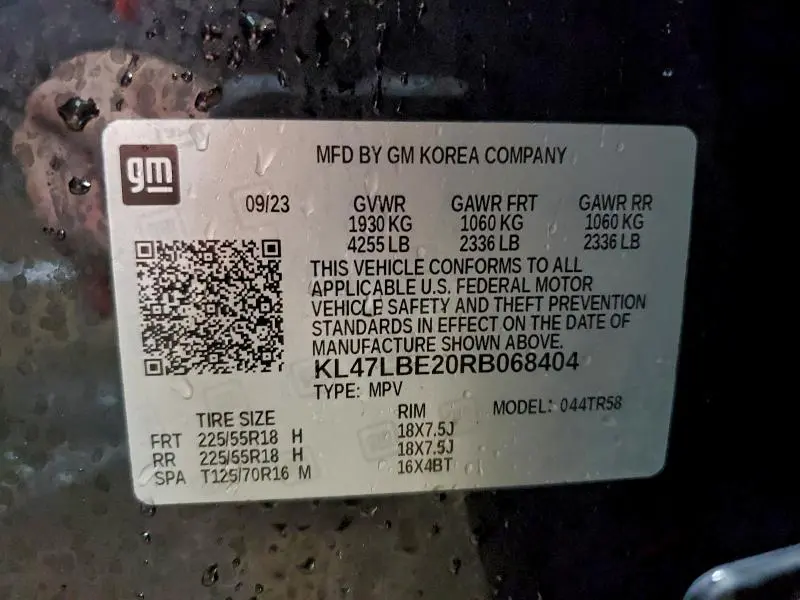 gm
MFD BY GM KOREA COMPANY
09/23 GVWR GAWR FRT GAWR RR
1930 KG 1060 KG 1060 KG
4255 LB 2336 LB 2336 LB
THIS VEHICLE CONFORMS TO ALL
APPLICABLE U.S. FEDERAL MOTOR
VEHICLE SAFETY AND THEFT PREVENTION
STANDARDS IN EFFECT ON THE DATE OF
MANUFACTURE SHOWN ABOVE.
KL47LBE20RB068404
TYPE: MPV
TIRE SIZE RIM MODEL: 044TR58
FRT 225/55R18 H 18X7.5J
RR 225/55R18 H 18X7.5J
SPA T125/70R16 M 16X4BT